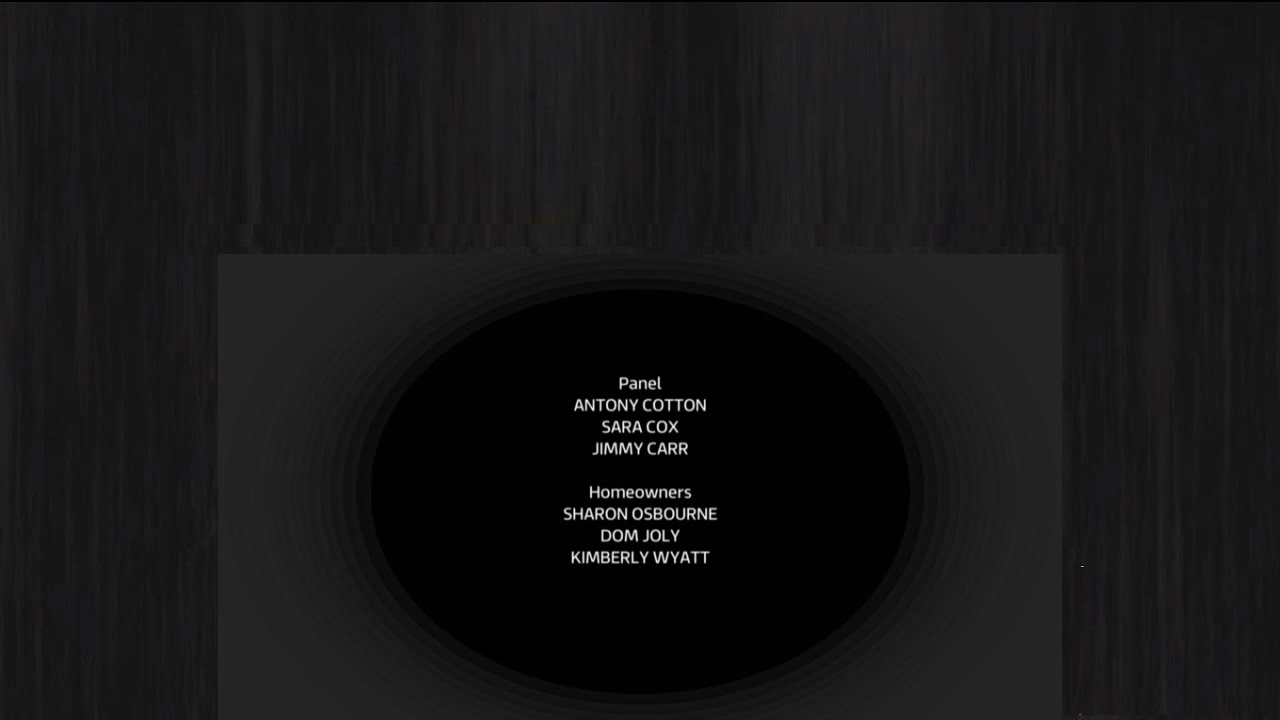 Panel
ANTONY COTTON
SARA COX
JIMMY CARR
Homeowners
SHARON OSBOURNE
DOM JOLY
KIMBERLY WYATT